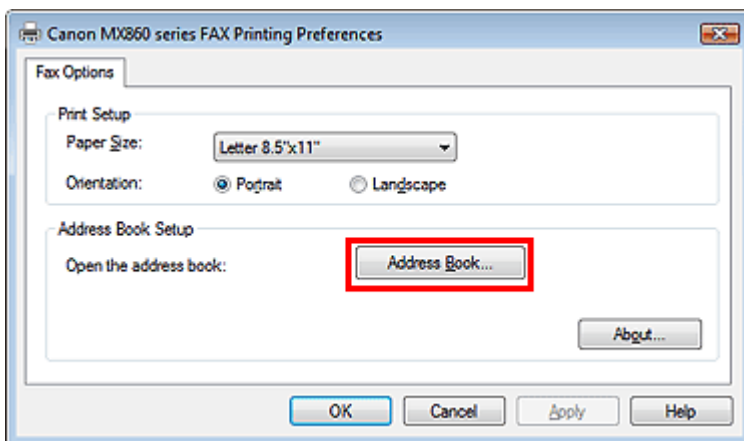 Canon MX860 series FAX Printing Preferences
Fax Options
Print Setup
Paper Size: Letter 8.5"x11"
Orientation: Portrait Landscape
Address Book Setup
Open the address book: Address Book...
About...
OK Cancel Apply Help